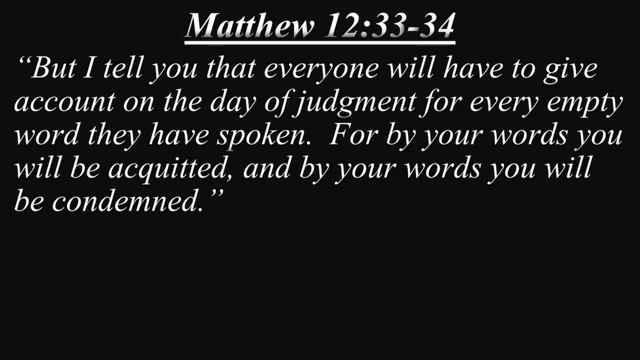 Matthew 12:33-34
“But I tell you that everyone will have to give
account on the day of judgment for every empty
word they have spoken.  For by your words you
will be acquitted, and by your words you will
be condemned.”